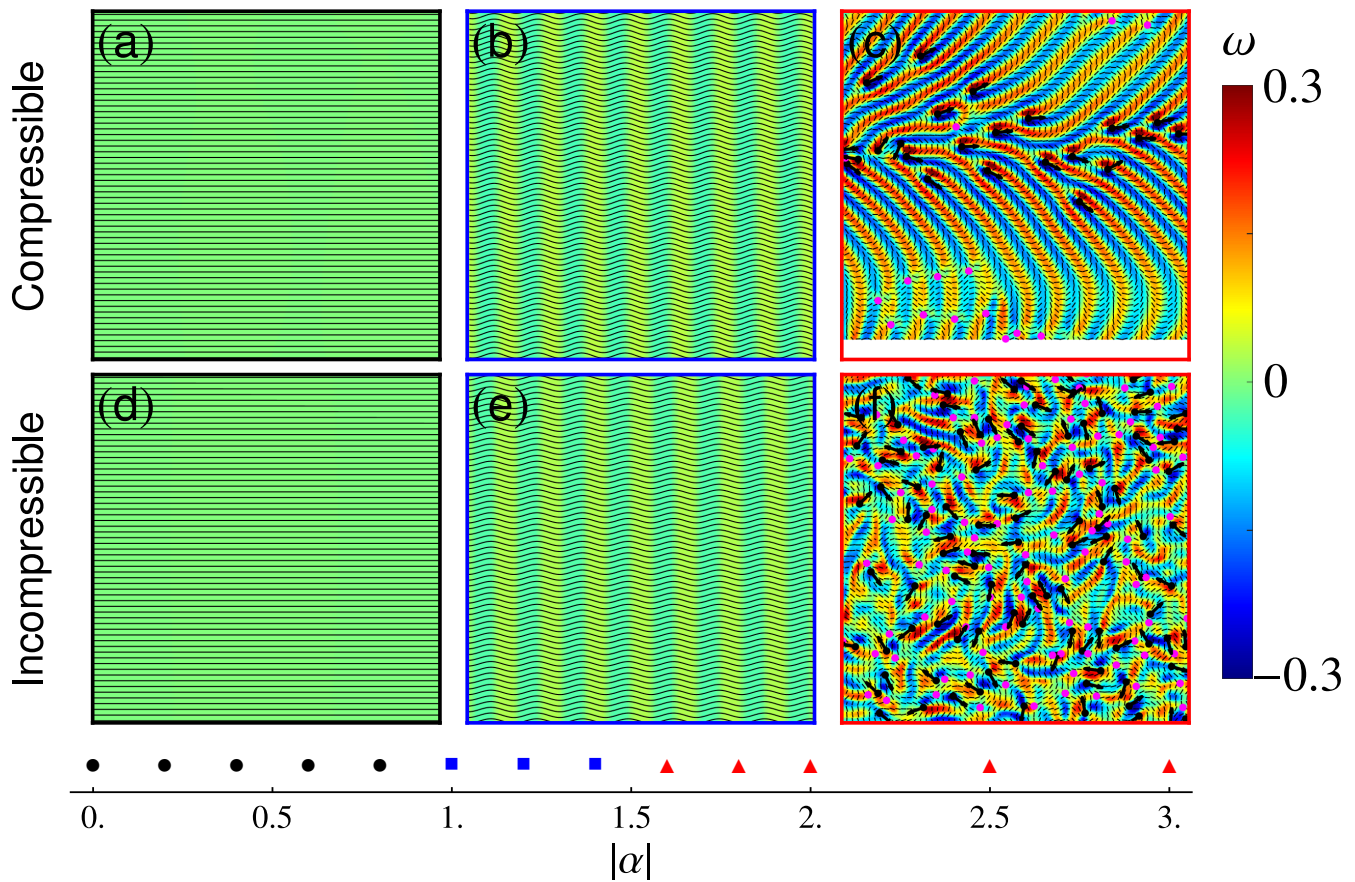 (a) (b) (c) ω
Compressible
0.3
(d) (e) (f) 0
Incompressible
−0.3
0. 0.5 1. 1.5 2. 2.5 3.
|α|